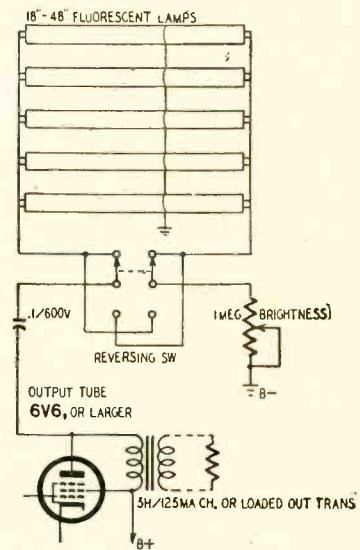 18"-48" FLUORESCENT LAMPS
.1/600V
1MEG BRIGHTNESS)
REVERSING SW
B-
OUTPUT TUBE
6V6, OR LARGER
5H/125MA CH. OR LOADED OUT TRANS
B+